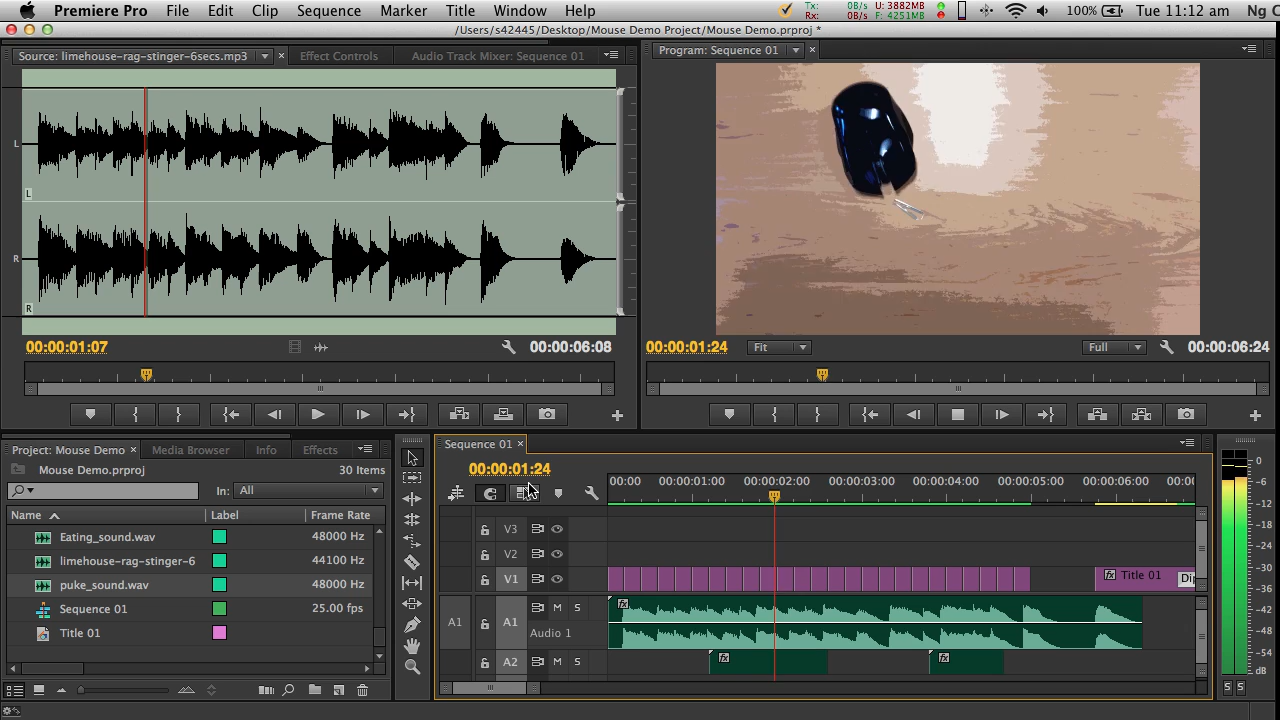 Premiere Pro File Edit Clip Sequence Marker Title Window Help Tx: 0B/s U: 3882MB Rx: 0B/s F: 4251MB 100% Tue 11:12 am Ng C
/Users/s42445/Desktop/Mouse Demo Project/Mouse Demo.prproj *
Source: limehouse-rag-stinger-6secs.mp3 Effect Controls Audio Track Mixer: Sequence 01
Program: Sequence 01
L
L
R
R
00:00:01:07 00:00:06:08
00:00:01:24 Fit Full 00:00:06:24
Project: Mouse Demo Media Browser Info Effects
Mouse Demo.prproj 30 Items
In: All
Name Label Frame Rate
Eating_sound.wav 48000 Hz
limehouse-rag-stinger-6 44100 Hz
puke_sound.wav 48000 Hz
Sequence 01 25.00 fps
Title 01
Sequence 01
00:00:01:24
00:00 00:00:01:00 00:00:02:00 00:00:03:00 00:00:04:00 00:00:05:00 00:00:06:00 00:0
V3
V2
V1 fx Title 01 Di
A1 A1 M S fx
Audio 1
A2 M S fx fx
0
-6
-12
-18
-24
-30
-36
-42
-48
-54
dB
S S